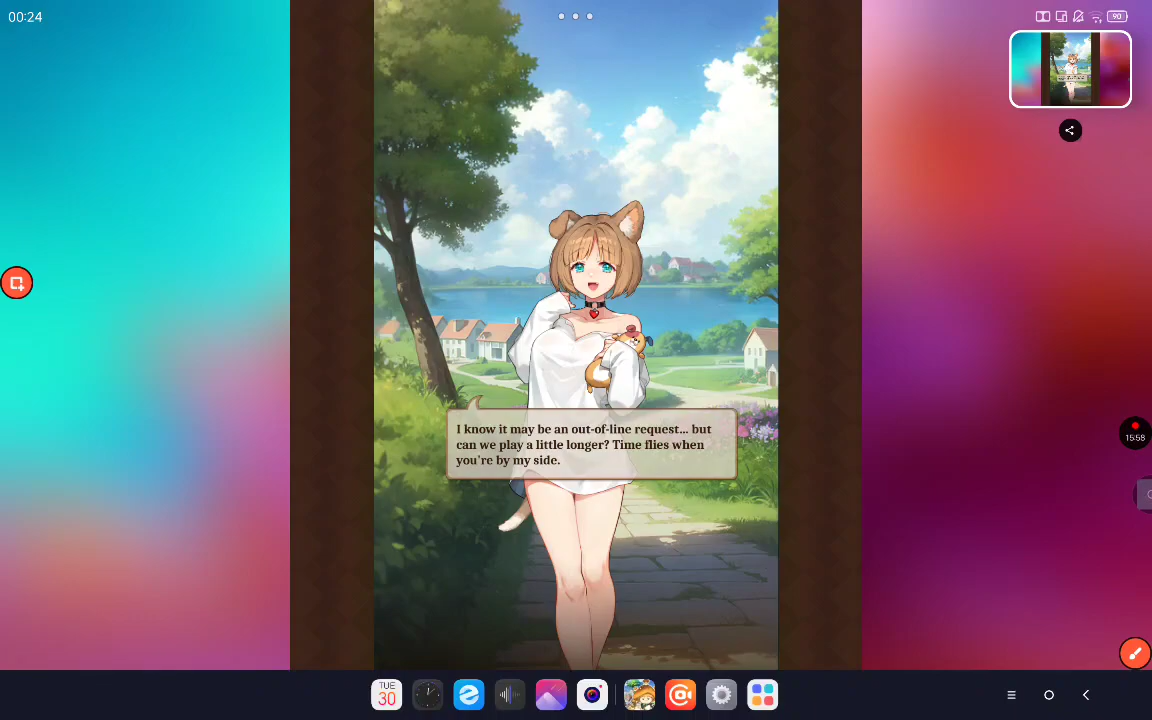 00:24
90
I know it may be an out-of-line request... but
can we play a little longer? Time flies when
you're by my side.
15:58
TUE
30